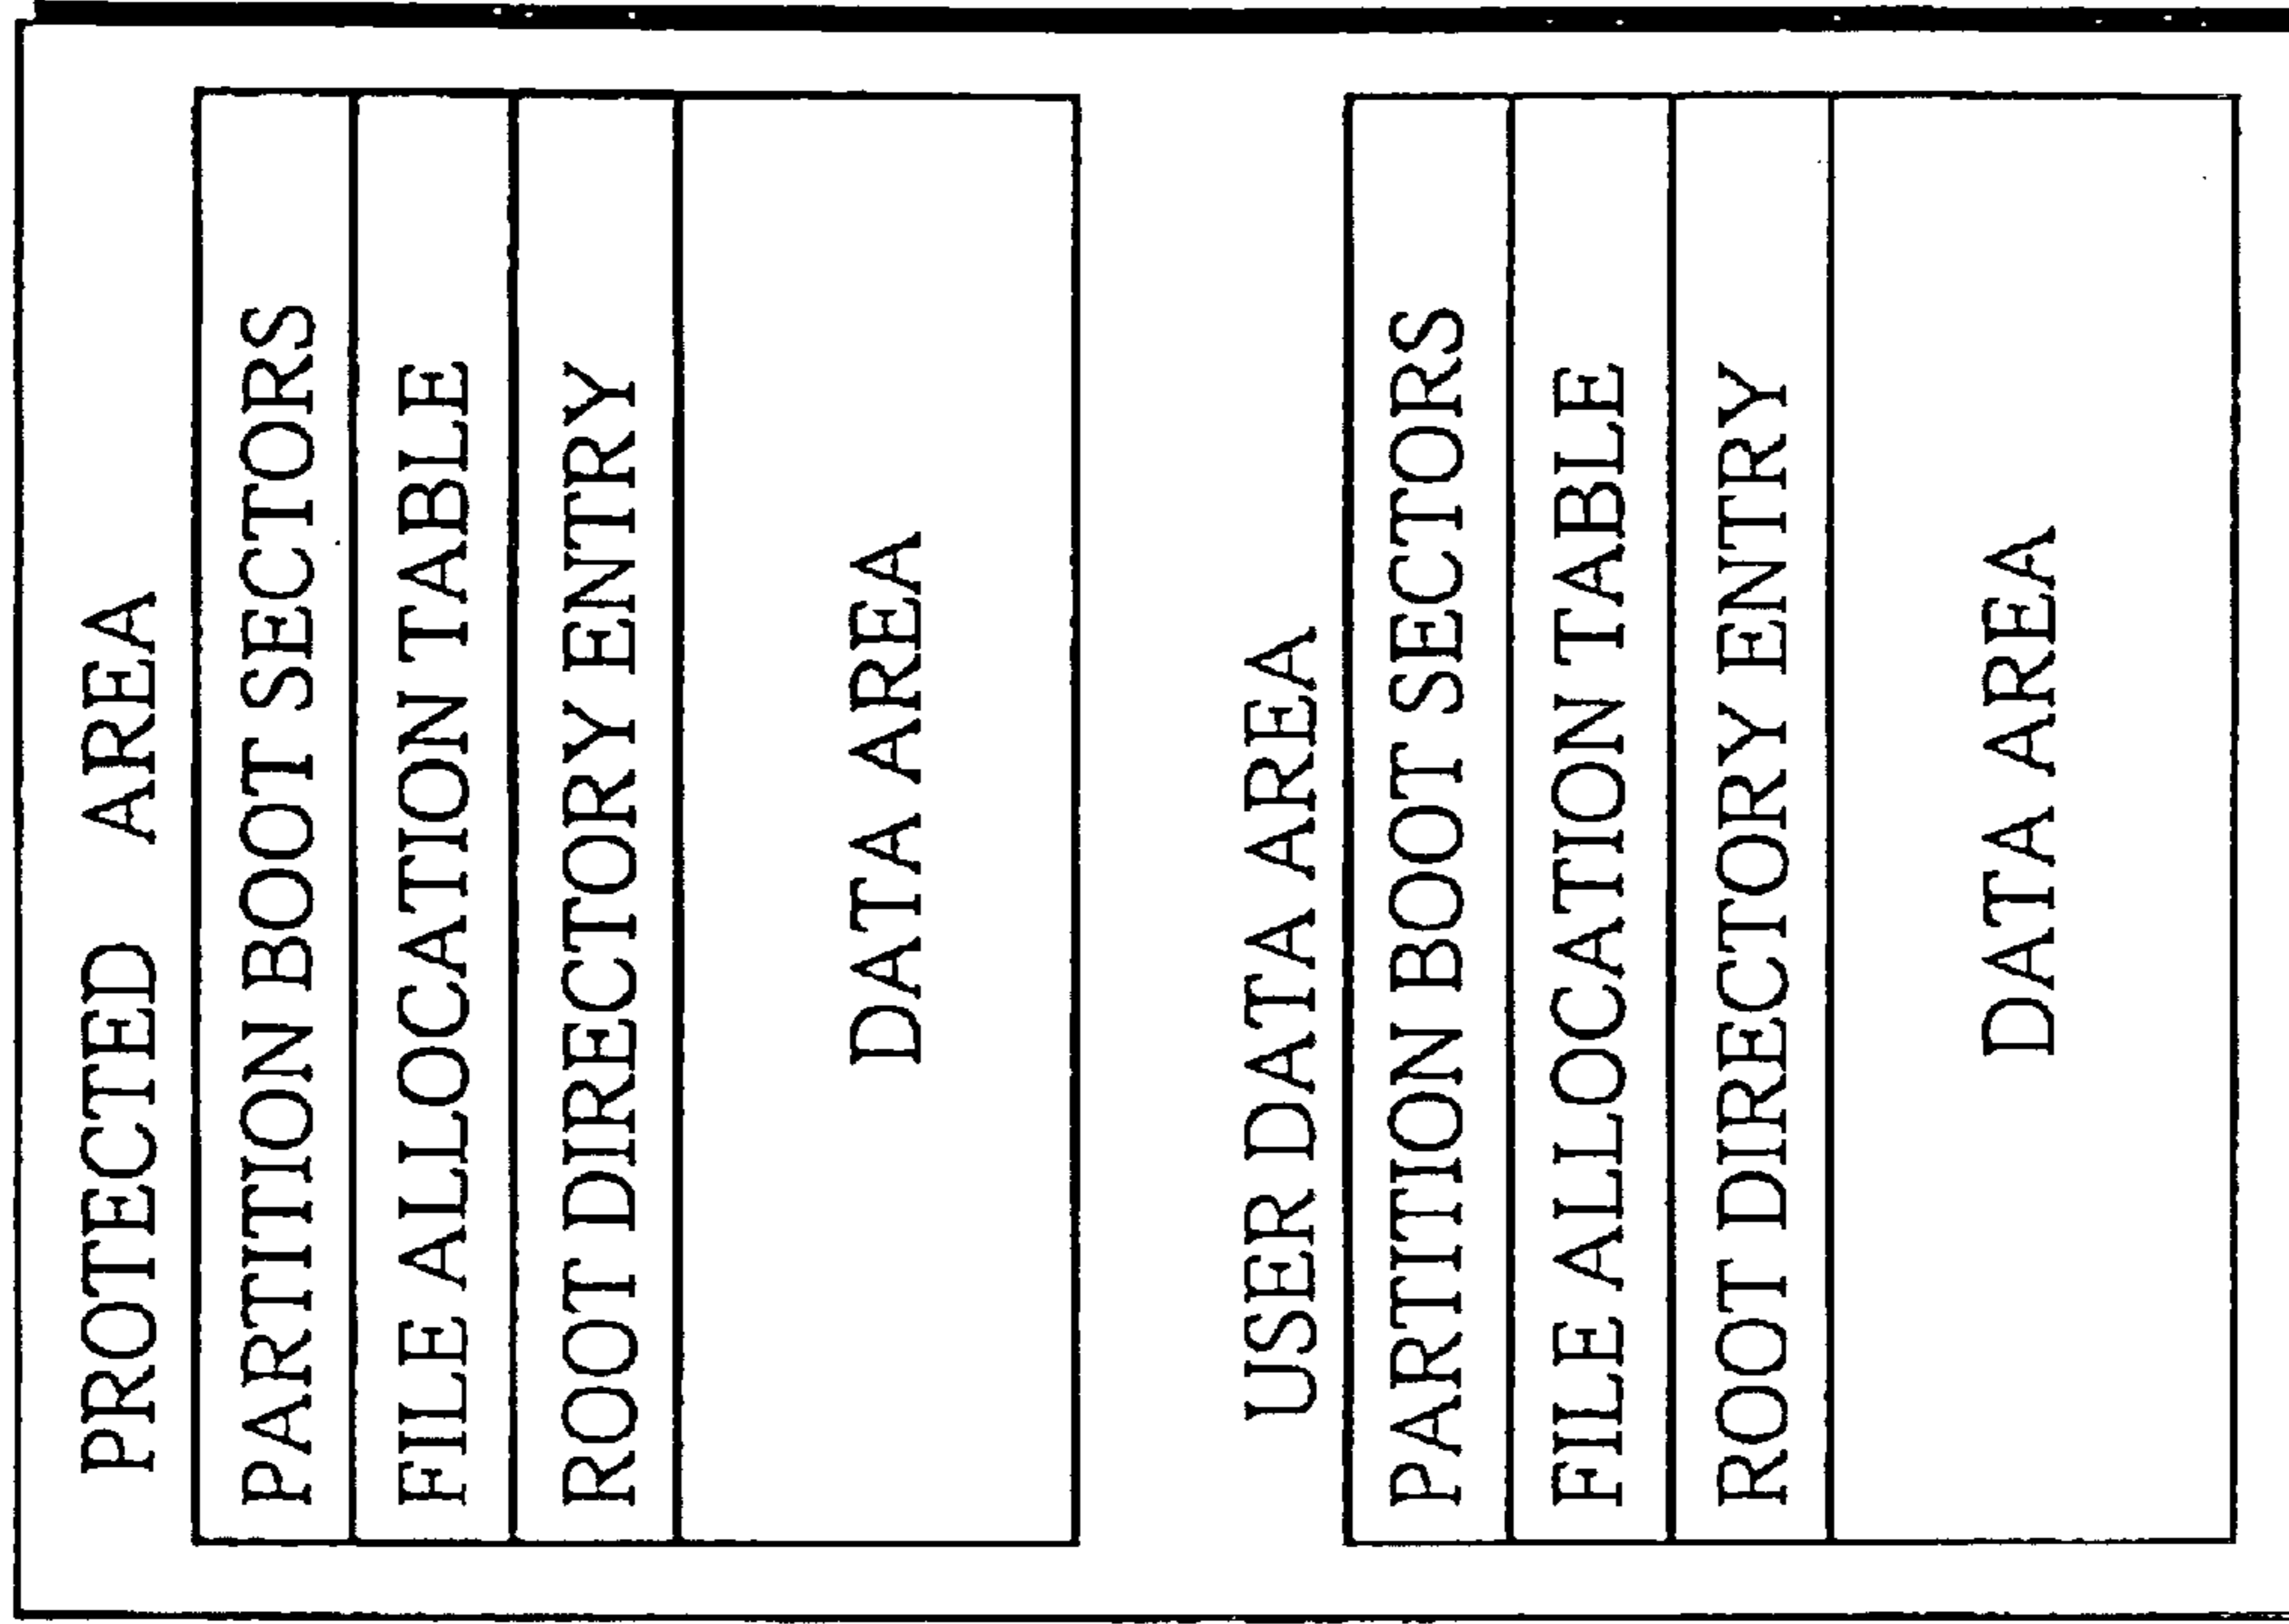 PROTECTED AREA
PARTITION BOOT SECTORS
FILE ALLOCATION TABLE
ROOT DIRECTORY ENTRY
DATA AREA
USER DATA AREA
PARTITION BOOT SECTORS
FILE ALLOCATION TABLE
ROOT DIRECTORY ENTRY
DATA AREA